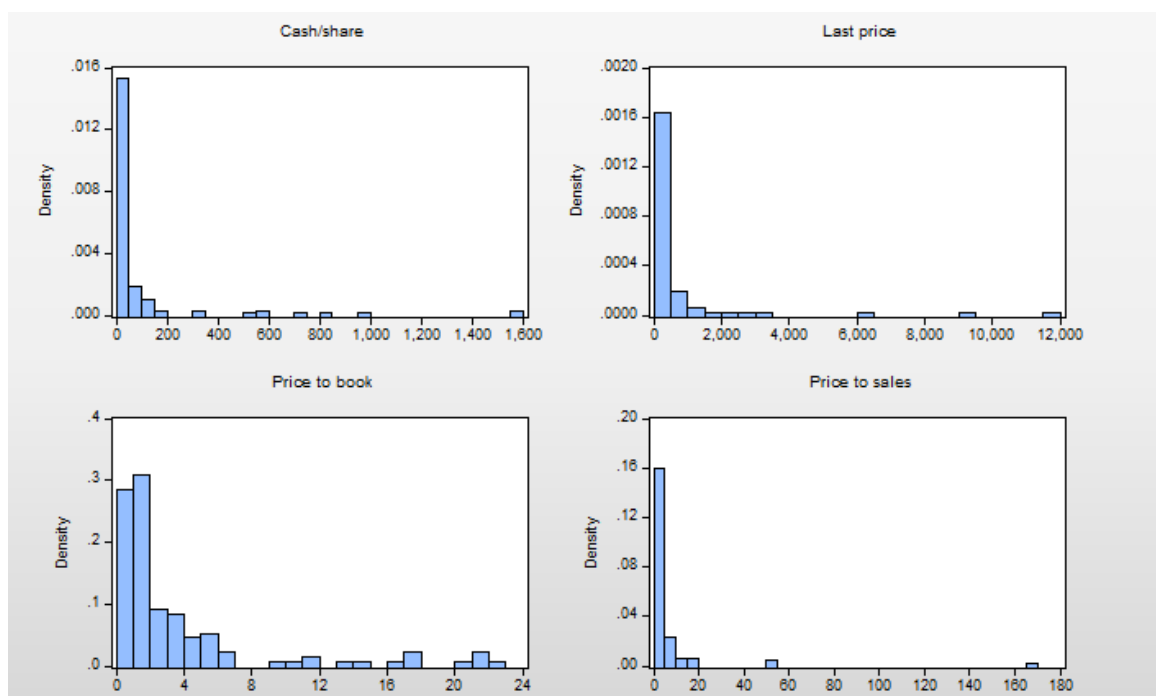 Cash/share
.016
.012
.008
.004
.000
Density
0 200 400 600 800 1,000 1,200 1,400 1,600
Last price
.0020
.0016
.0012
.0008
.0004
.0000
Density
0 2,000 4,000 6,000 8,000 10,000 12,000
Price to book
.4
.3
.2
.1
.0
Density
0 4 8 12 16 20 24
Price to sales
.20
.16
.12
.08
.04
.00
Density
0 20 40 60 80 100 120 140 160 180